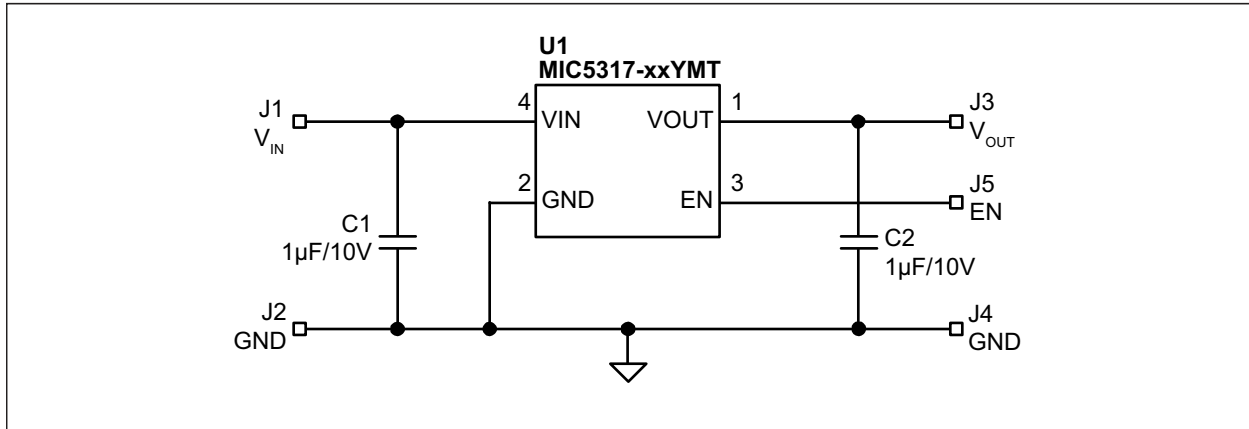 U1
MIC5317-xxYMT
J1
VIN
4
VIN
VOUT
1
J3
VOUT
2
GND
EN
3
J5
EN
C1
1µF/10V
C2
1µF/10V
J2
GND
J4
GND